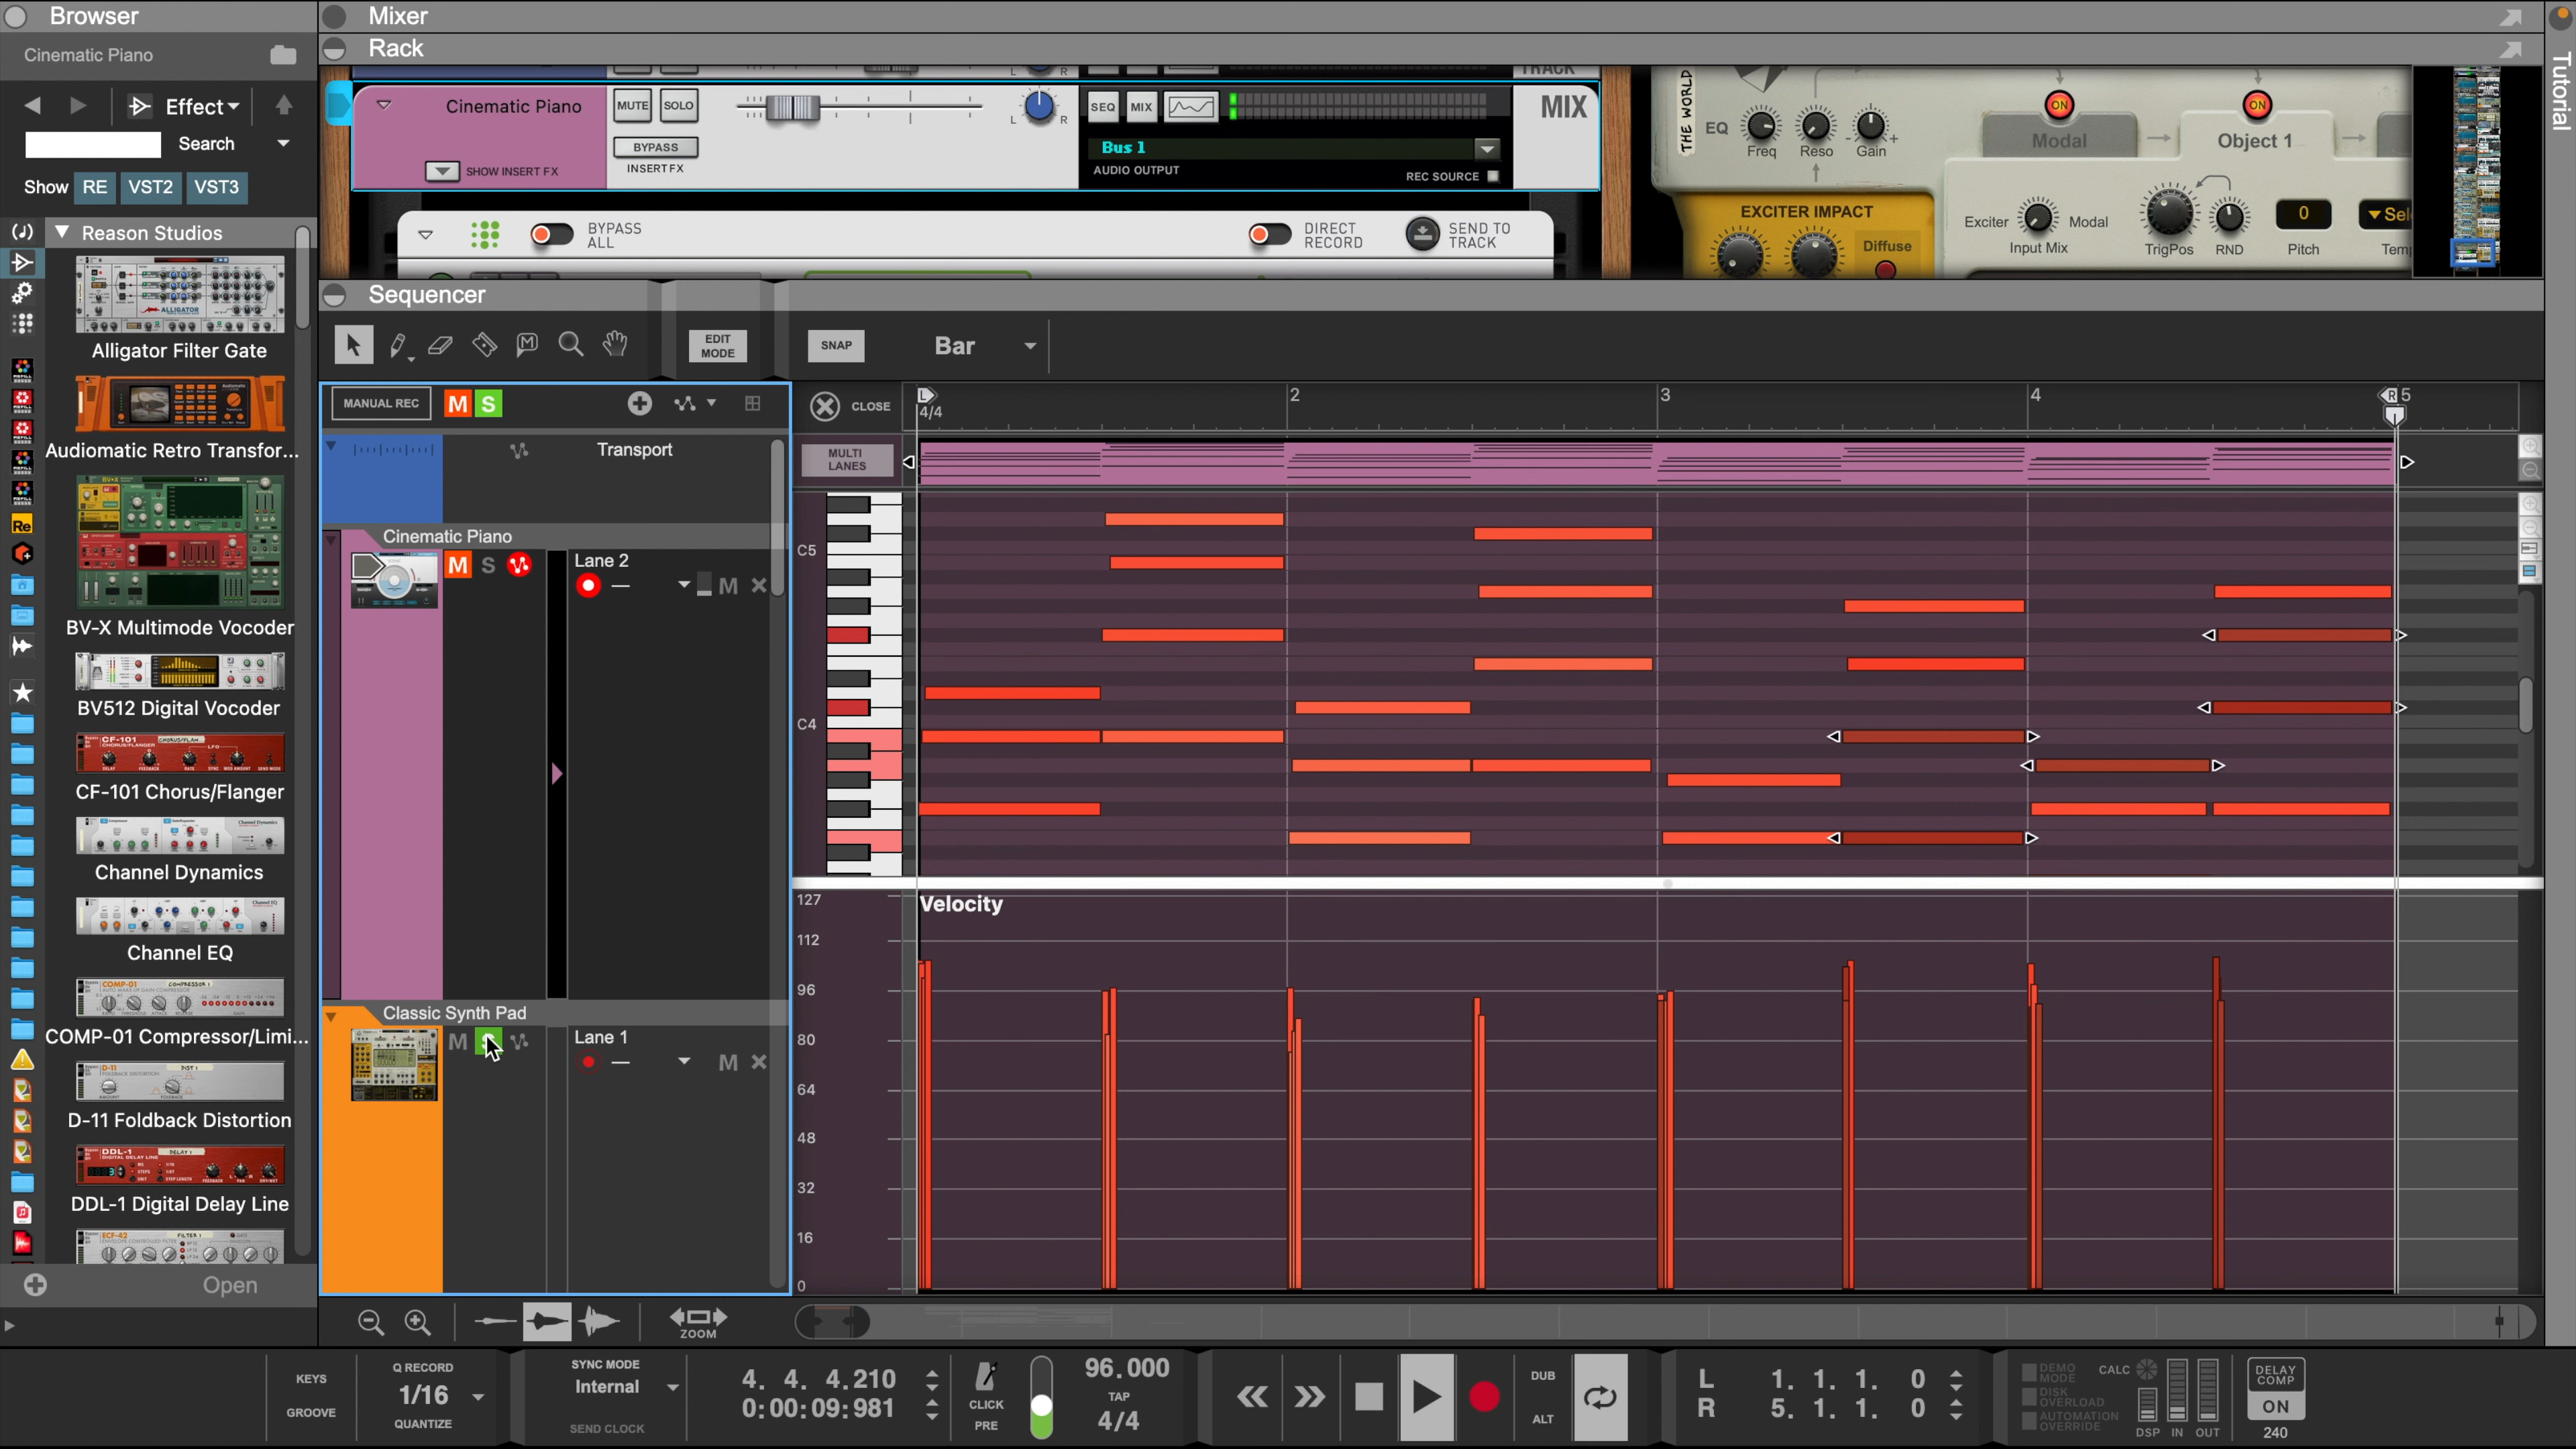 Browser
Cinematic Piano
Effect
Search
Show RE VST2 VST3
Reason Studios
Alligator Filter Gate
Audiomatic Retro Transfor...
BV-X Multimode Vocoder
BV512 Digital Vocoder
CF-101 Chorus/Flanger
Channel Dynamics
Channel EQ
COMP-01 Compressor/Limi...
D-11 Foldback Distortion
DDL-1 Digital Delay Line
Open
Mixer
Rack
Cinematic Piano
SHOW INSERT FX
MUTE SOLO
BYPASS
INSERT FX
L R
SEQ MIX
Bus 1
AUDIO OUTPUT
REC SOURCE
MIX
BYPASS ALL
DIRECT RECORD
SEND TO TRACK
THE WORLD
EQ
Freq Reso Gain
ON ON
Modal Object 1
EXCITER IMPACT
Diffuse
Exciter Modal
Input Mix
TrigPos RND Pitch
0
Tutorial
Sequencer
EDIT MODE
SNAP
Bar
MANUAL REC M S
CLOSE
L 4/4 2 3 4 R 5
Transport
MULTI LANES
Cinematic Piano
M S
Lane 2
M
C5
C4
Classic Synth Pad
M S
Lane 1
M
Velocity
127
112
96
80
64
48
32
16
0
ZOOM
KEYS
GROOVE
Q RECORD
1/16
QUANTIZE
SYNC MODE
Internal
SEND CLOCK
4. 4. 4.210
0:00:09:981
CLICK
PRE
96.000
TAP
4/4
DUB
ALT
L 1. 1. 1. 0
R 5. 1. 1. 0
DEMO MODE
DISK OVERLOAD
AUTOMATION OVERRIDE
CALC
DSP IN OUT
DELAY COMP
ON
240